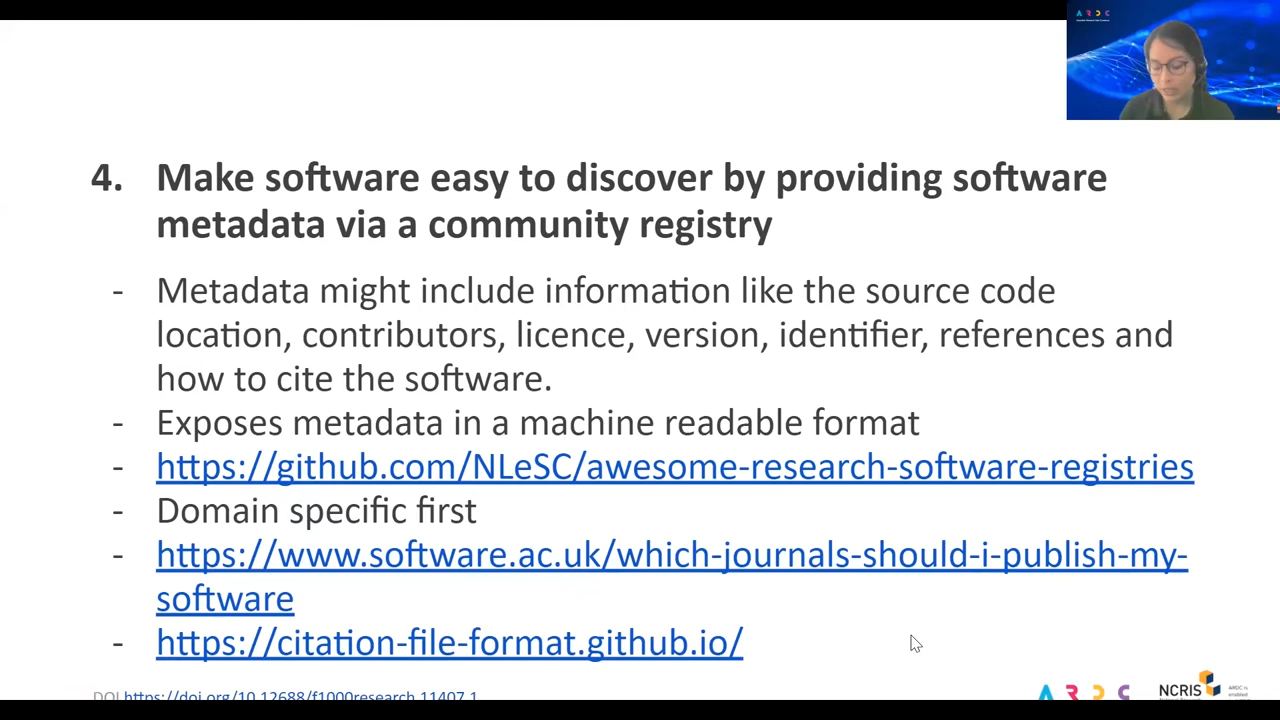 A R D C
4. Make software easy to discover by providing software
metadata via a community registry
- Metadata might include information like the source code
location, contributors, licence, version, identifier, references and
how to cite the software.
- Exposes metadata in a machine readable format
- https://github.com/NLeSC/awesome-research-software-registries
- Domain specific first
- https://www.software.ac.uk/which-journals-should-i-publish-my-
software
- https://citation-file-format.github.io/
DOI https://doi.org/10.12688/f1000research.11407.1
A R D C
NCRIS
ARDC is
enabled